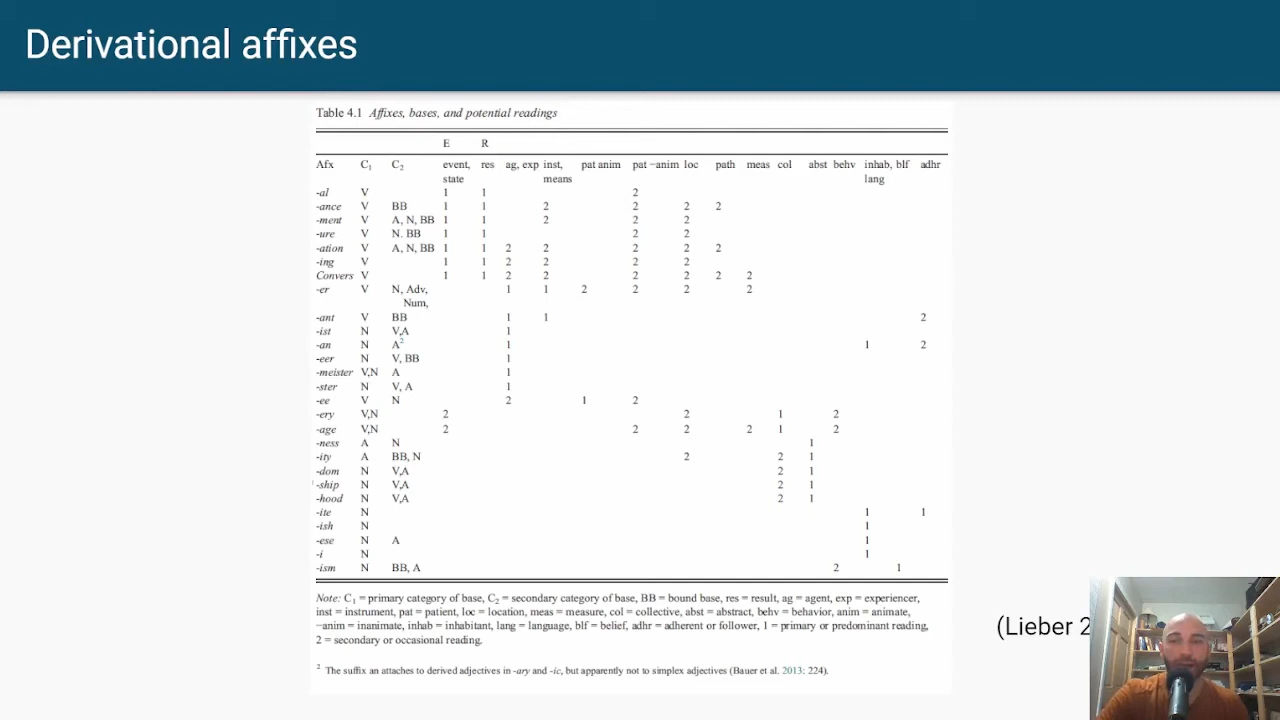 Derivational affixes
Table 4.1 Affixes, bases, and potential readings
E R
Afx C1 C2 event, state res ag, exp inst, means pat anim pat −anim loc path meas col abst behv inhab, lang blf adhr
-al V 1 1 2
-ance V BB 1 1 2 2 2 2
-ment V A, N, BB 1 1 2 2 2
-ure V N. BB 1 1 2 2
-ation V A, N, BB 1 1 2 2 2 2 2
-ing V 1 1 2 2 2 2
Convers V 1 1 2 2 2 2 2 2
-er V N, Adv, Num, 1 1 2 2 2 2
-ant V BB 1 1 2
-ist N V,A 1
-an N A2 1 1 2
-eer N V, BB 1
-meister V,N A 1
-ster N V, A 1
-ee V N 2 1 2
-ery V,N 2 2 1 2
-age V,N 2 2 2 2 1 2
-ness A N 1
-ity A BB, N 2 2 1
-dom N V,A 2 1
-ship N V,A 2 1
-hood N V,A 2 1
-ite N 1 1
-ish N 1
-ese N A 1
-i N 1
-ism N BB, A 2 1
Note: C1 = primary category of base, C2 = secondary category of base, BB = bound base, res = result, ag = agent, exp = experiencer,
inst = instrument, pat = patient, loc = location, meas = measure, col = collective, abst = abstract, behv = behavior, anim = animate,
−anim = inanimate, inhab = inhabitant, lang = language, blf = belief, adhr = adherent or follower, 1 = primary or predominant reading,
2 = secondary or occasional reading.
2 The suffix an attaches to derived adjectives in -ary and -ic, but apparently not to simplex adjectives (Bauer et al. 2013: 224).
(Lieber 2